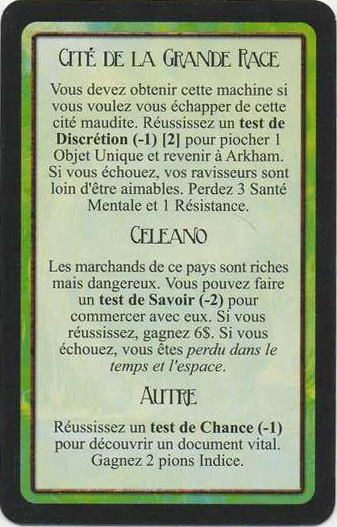 CITÉ DE LA GRANDE RACE
Vous devez obtenir cette machine si
vous voulez vous échapper de cette
cité maudite. Réussissez un test de
Discrétion (-1) [2] pour piocher 1
Objet Unique et revenir à Arkham.
Si vous échouez, vos ravisseurs sont
loin d'être aimables. Perdez 3 Santé
Mentale et 1 Résistance.
CELEANO
Les marchands de ce pays sont riches
mais dangereux. Vous pouvez faire
un test de Savoir (-2) pour
commercer avec eux. Si vous
réussissez, gagnez 6$. Si vous
échouez, vous êtes perdu dans le
temps et l'espace.
AUTRE
Réussissez un test de Chance (-1)
pour découvrir un document vital.
Gagnez 2 pions Indice.